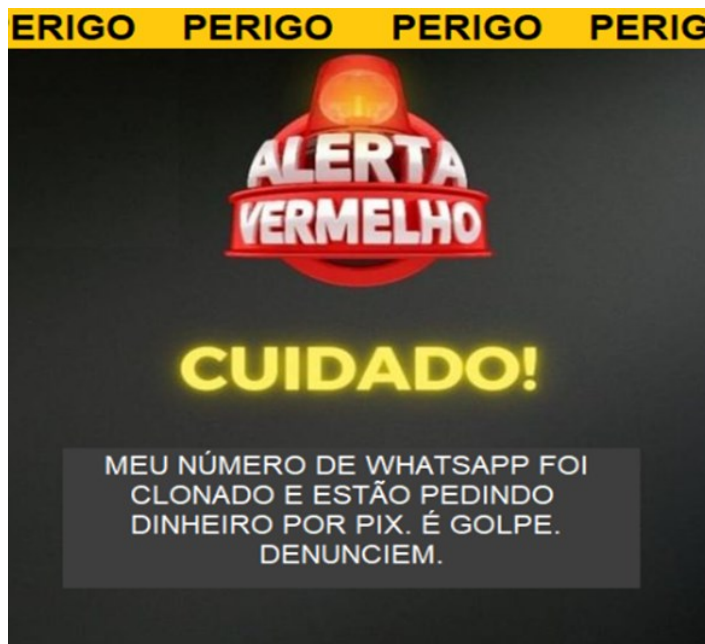 ERIGO PERIGO PERIGO PERIG
ALERTA
VERMELHO
CUIDADO!
MEU NÚMERO DE WHATSAPP FOI
CLONADO E ESTÃO PEDINDO
DINHEIRO POR PIX. É GOLPE.
DENUNCIEM.